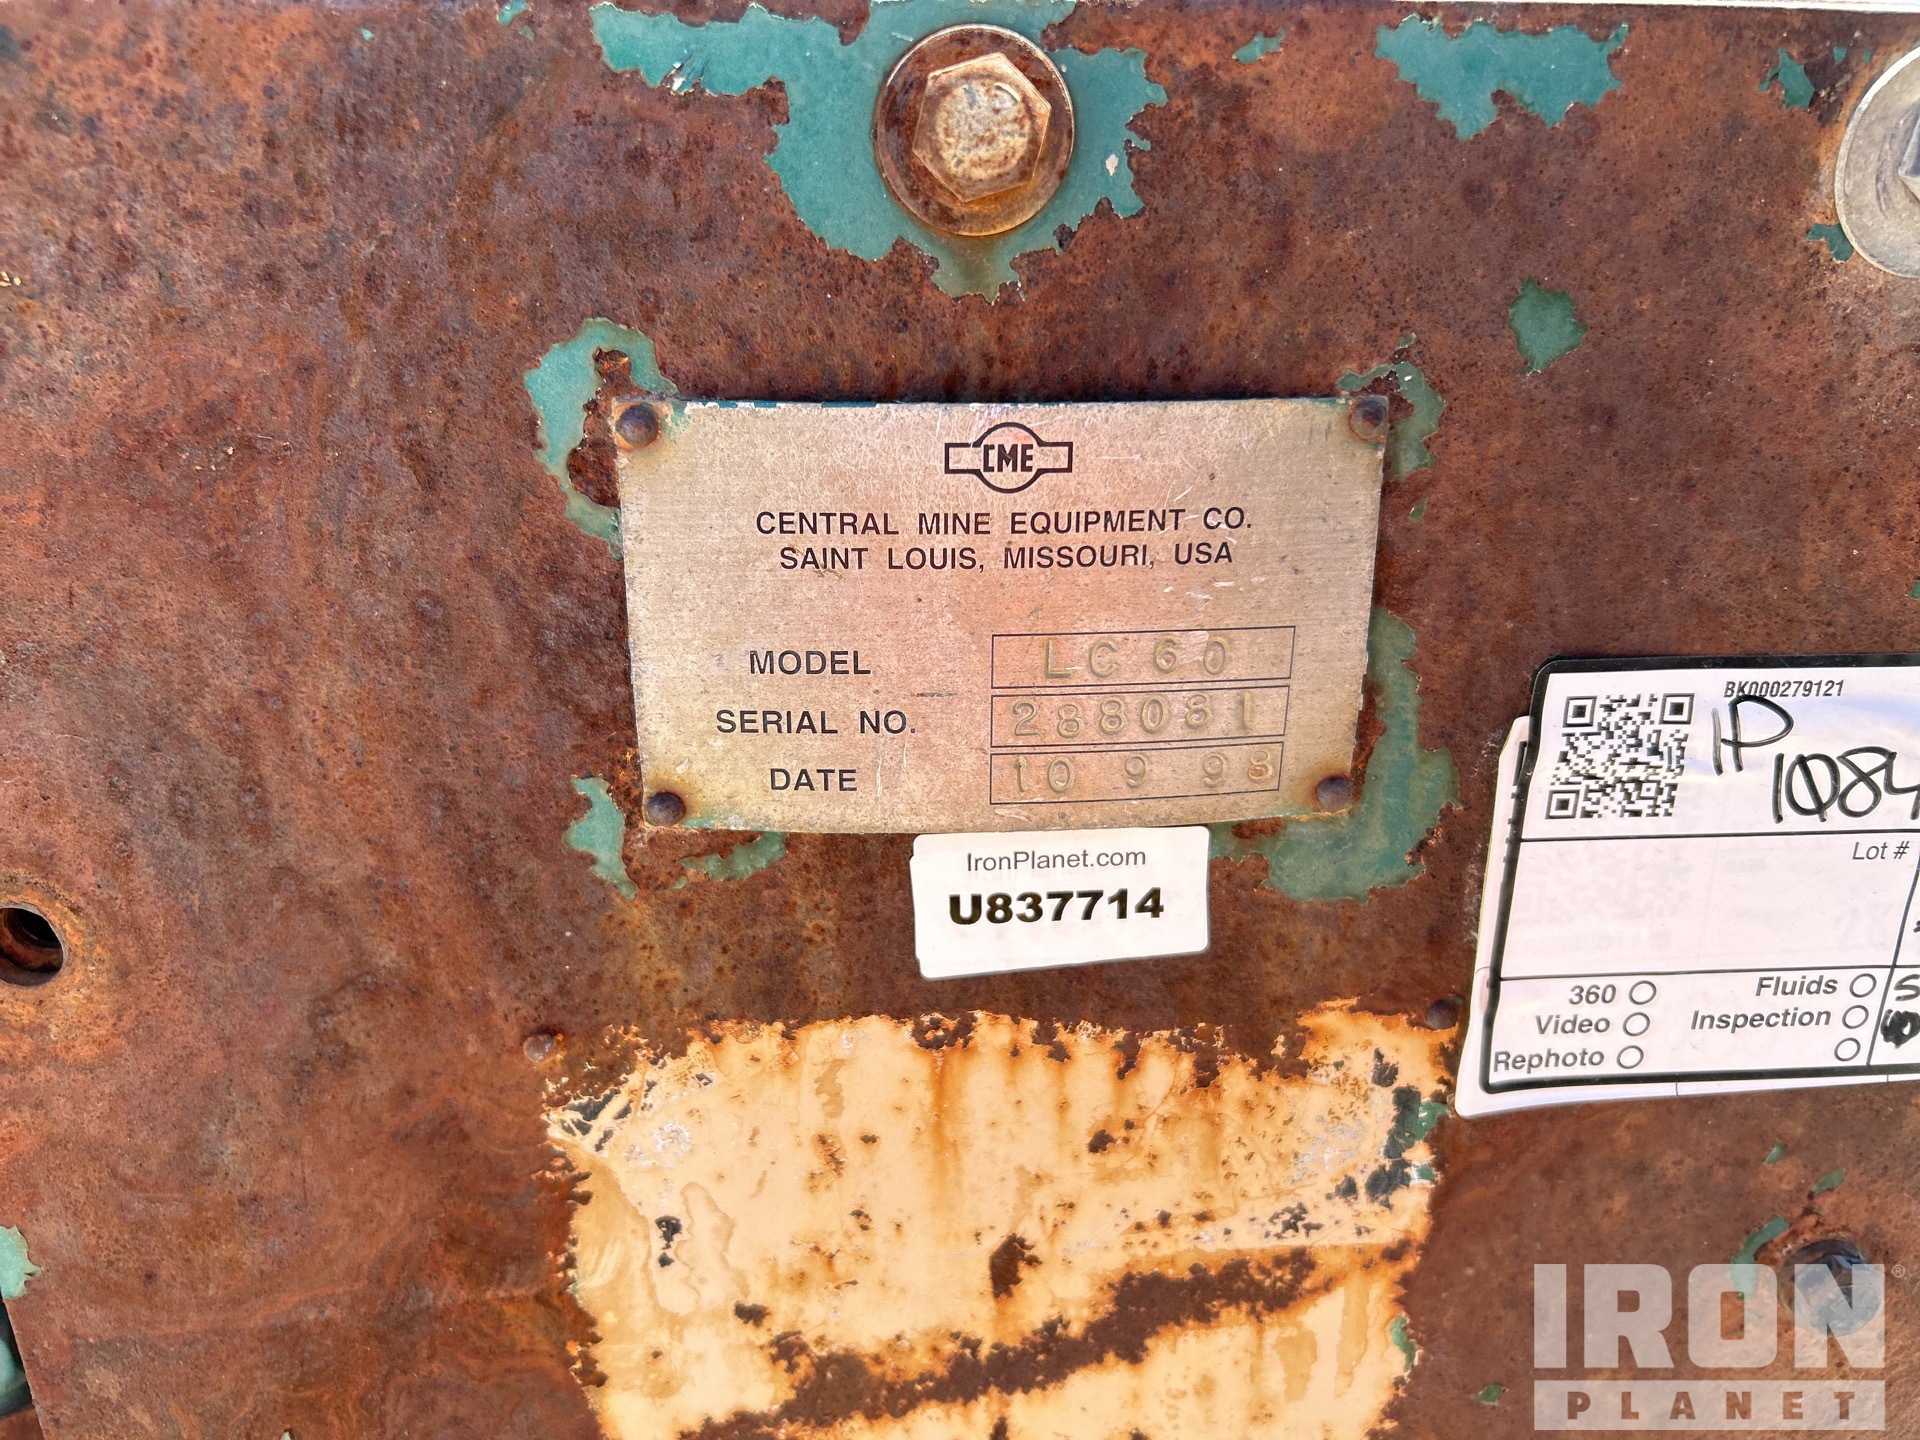 CME
CENTRAL MINE EQUIPMENT CO.
SAINT LOUIS, MISSOURI, USA
MODEL LC 60
SERIAL NO. 288081
DATE 10 9 98
IronPlanet.com
U837714
BK000279121
IP
1084
Lot #
360
Fluids
Video
Inspection
Rephoto
IRON
PLANET